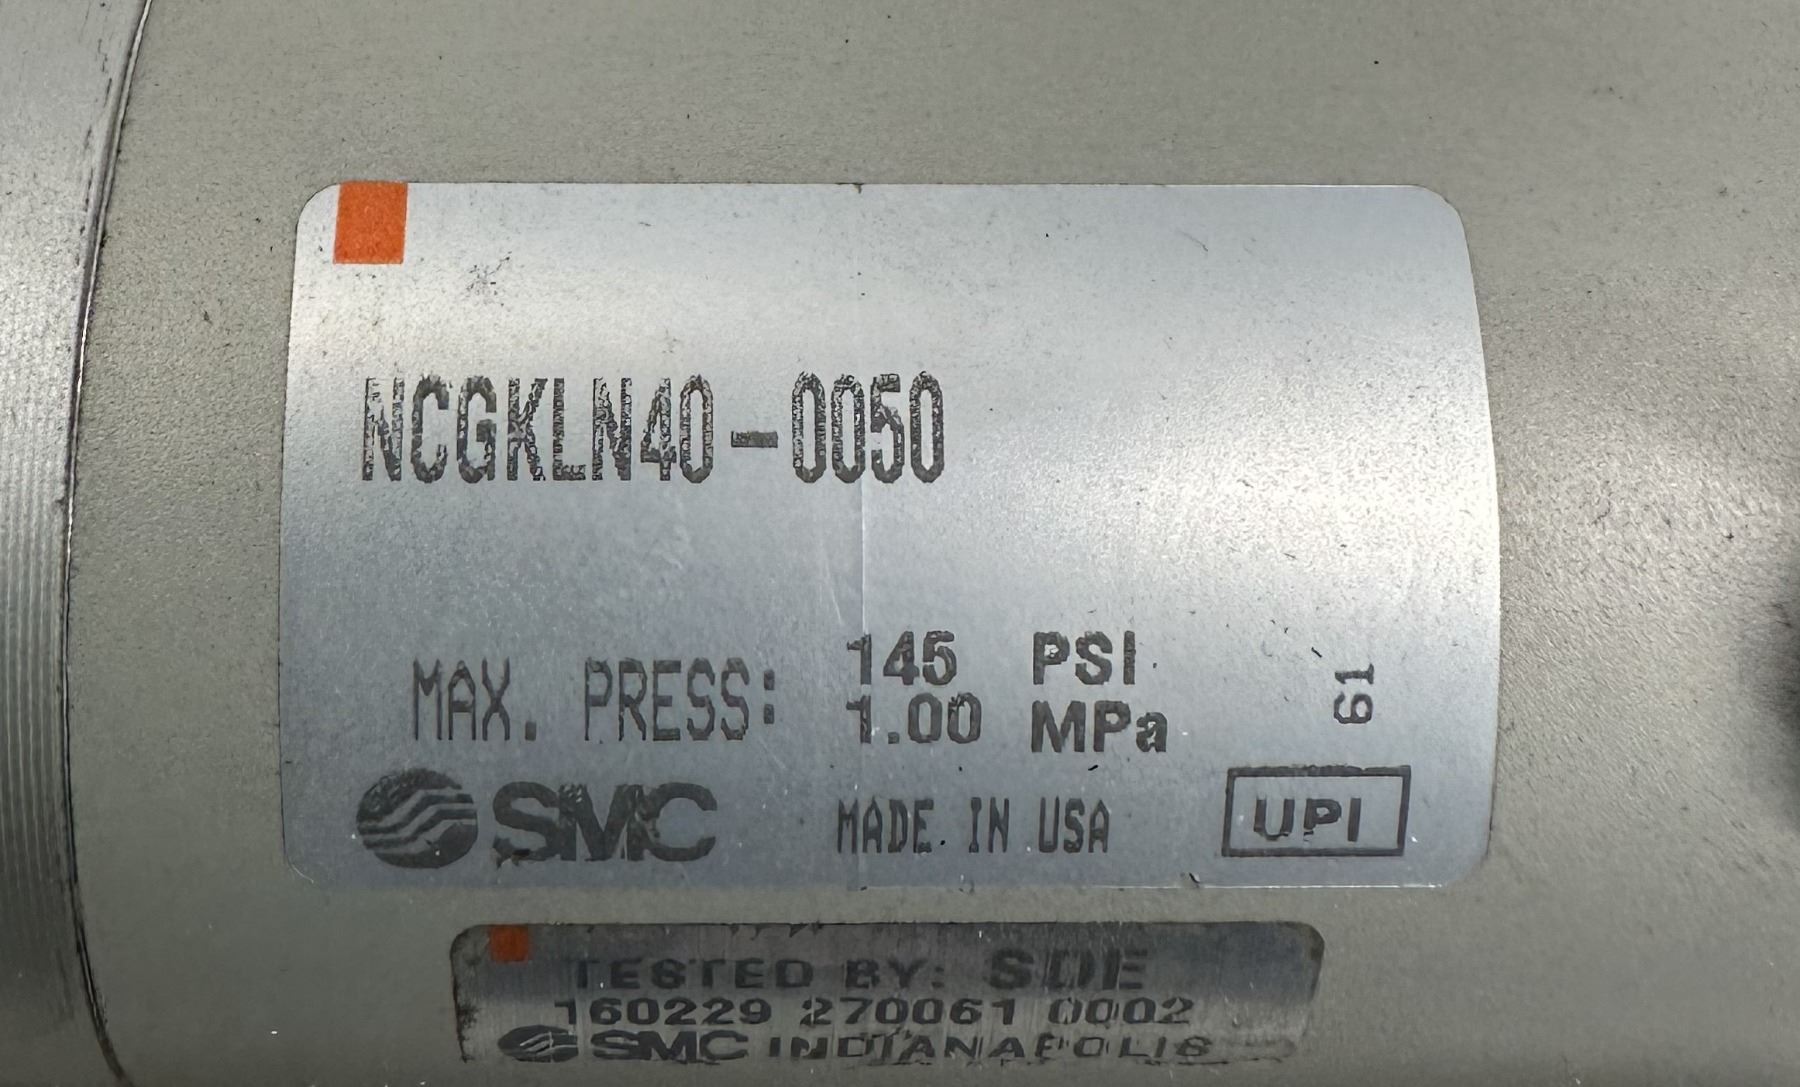 NCGKLN40-0050
MAX. PRESS: 145 PSI
1.00 MPa
61
SMC MADE IN USA UPI
TESTED BY: SDE
160229 270061 0002
SMC INDIANAPOLIS